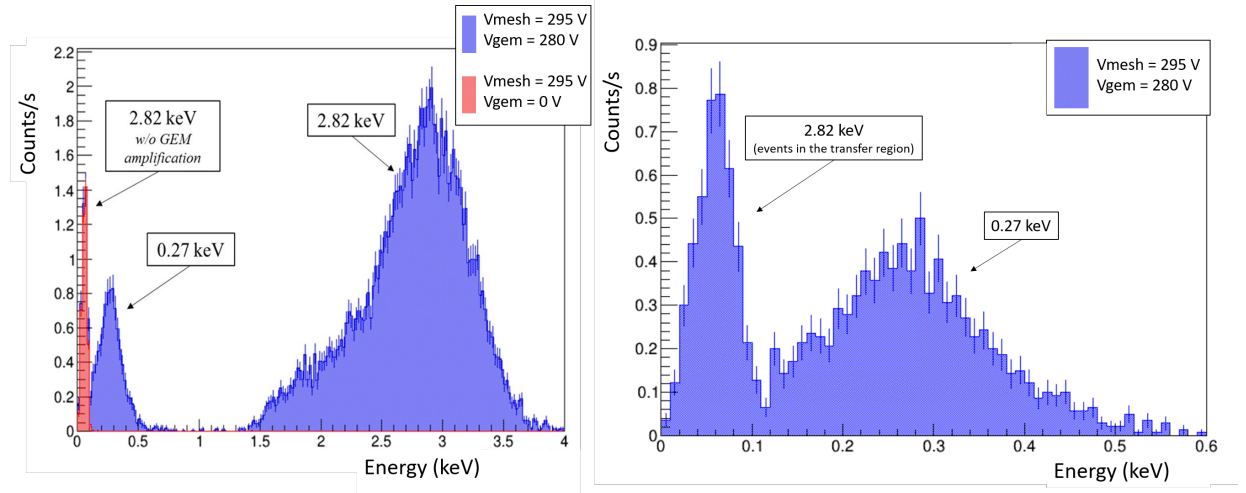 Vmesh = 295 V
Vgem = 280 V
Vmesh = 295 V
Vgem = 0 V
2.82 keV
w/o GEM
amplification
2.82 keV
0.27 keV
Counts/s
2.2
2
1.8
1.6
1.4
1.2
1
0.8
0.6
0.4
0.2
0
0 0.5 1 1.5 2 2.5 3 3.5 4
Energy (keV)
Vmesh = 295 V
Vgem = 280 V
2.82 keV
(events in the transfer region)
0.27 keV
Counts/s
0.9
0.8
0.7
0.6
0.5
0.4
0.3
0.2
0.1
0
0 0.1 0.2 0.3 0.4 0.5 0.6
Energy (keV)